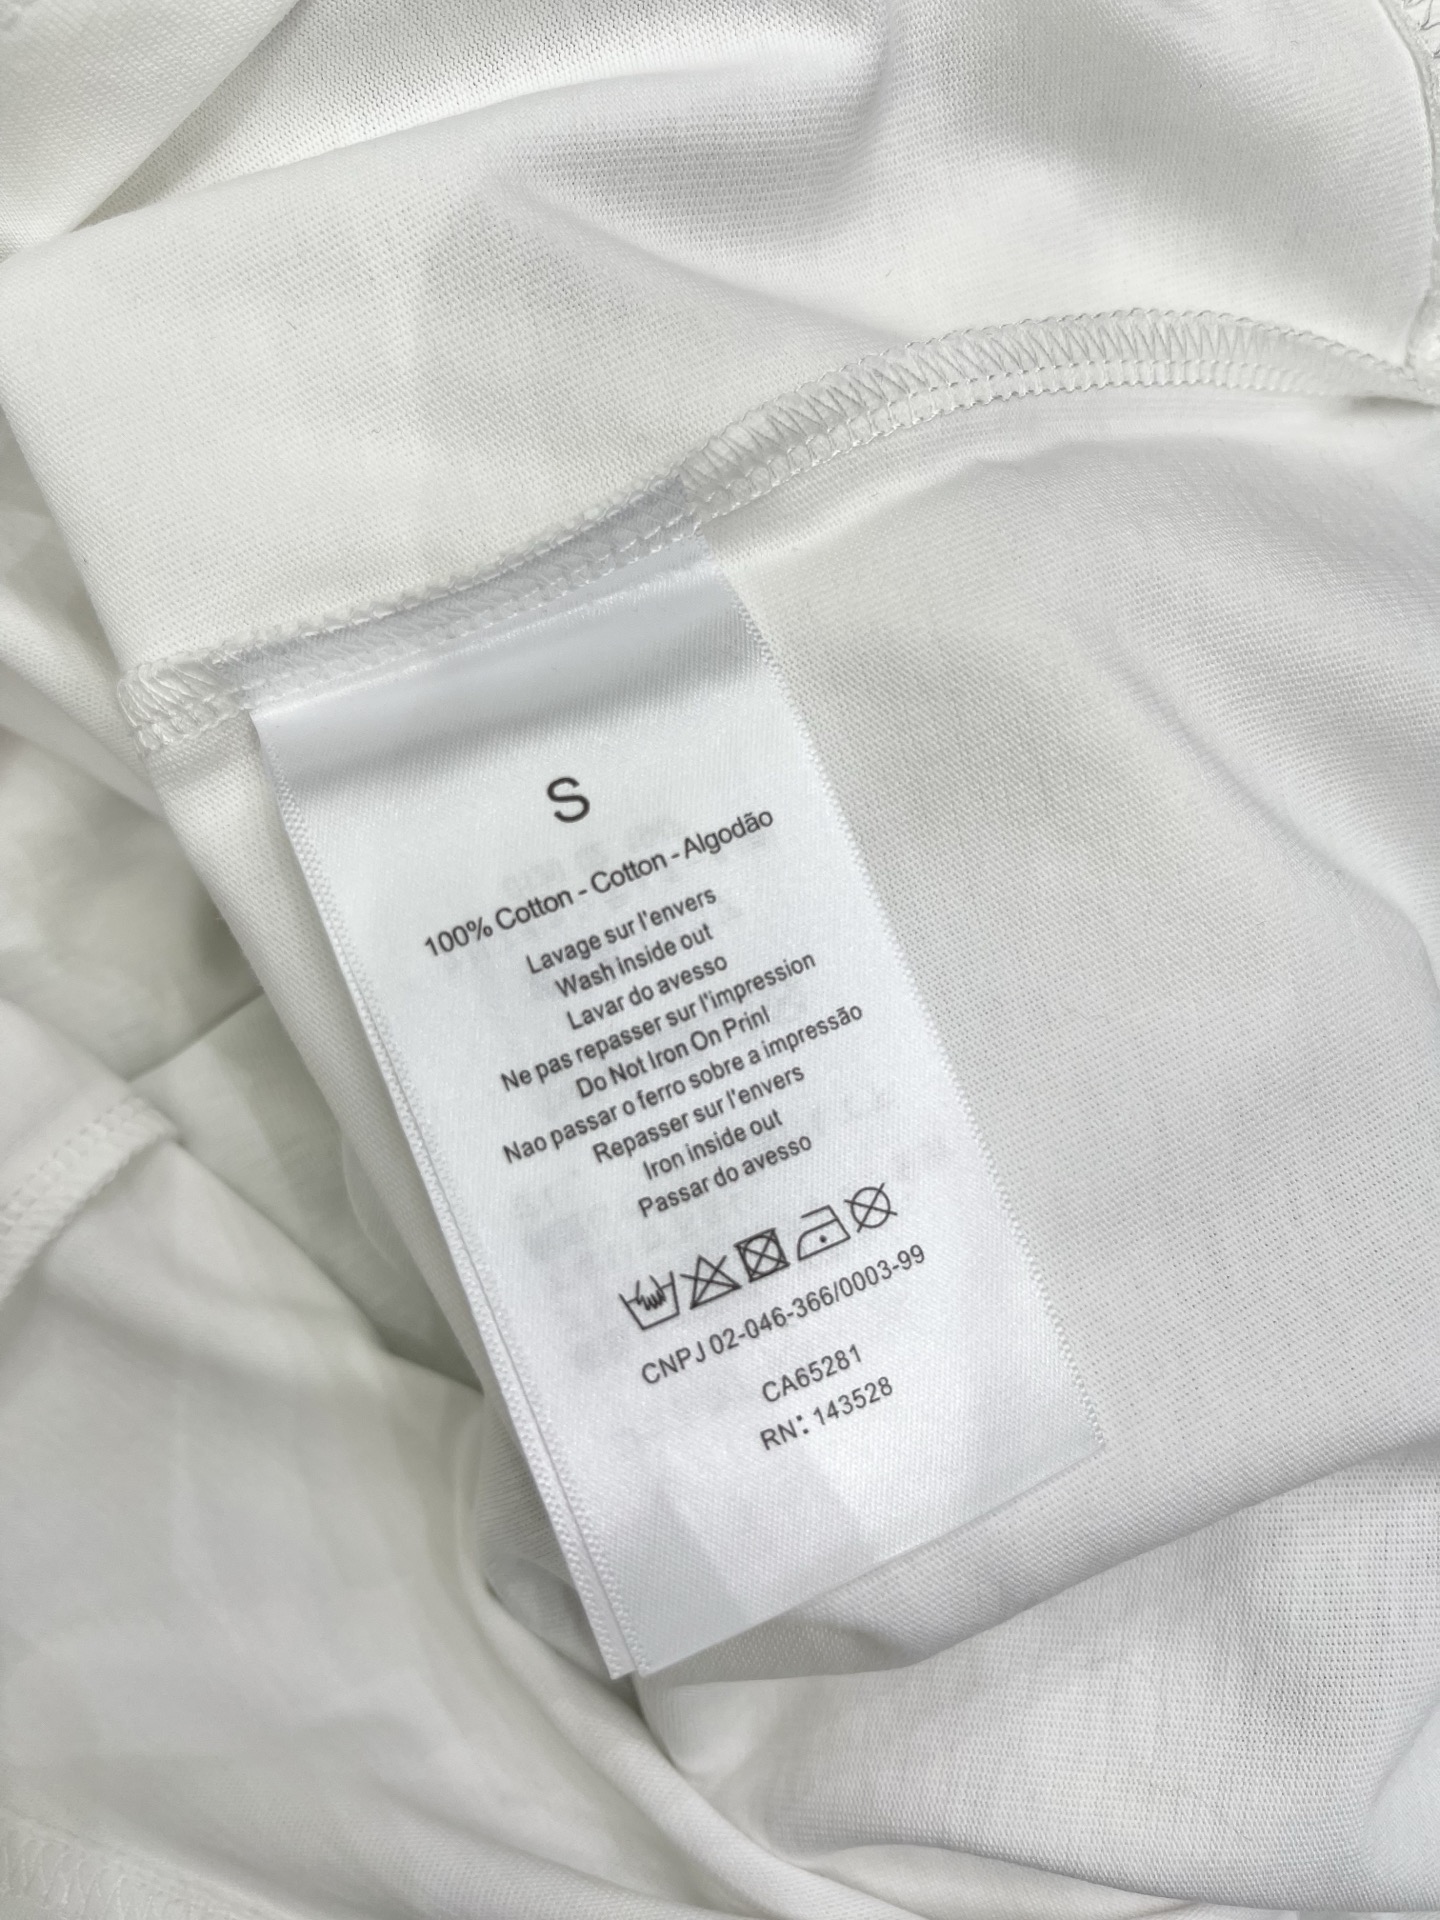 S
100% Cotton - Cotton - Algodão
Lavage sur l'envers
Wash inside out
Lavar do avesso
Ne pas repasser sur l'impression
Do Not Iron On Prinl
Nao passar o ferro sobre a impressão
Repasser sur l'envers
Iron inside out
Passar do avesso
CNPJ 02-046-366/0003-99
CA65281
RN: 143528